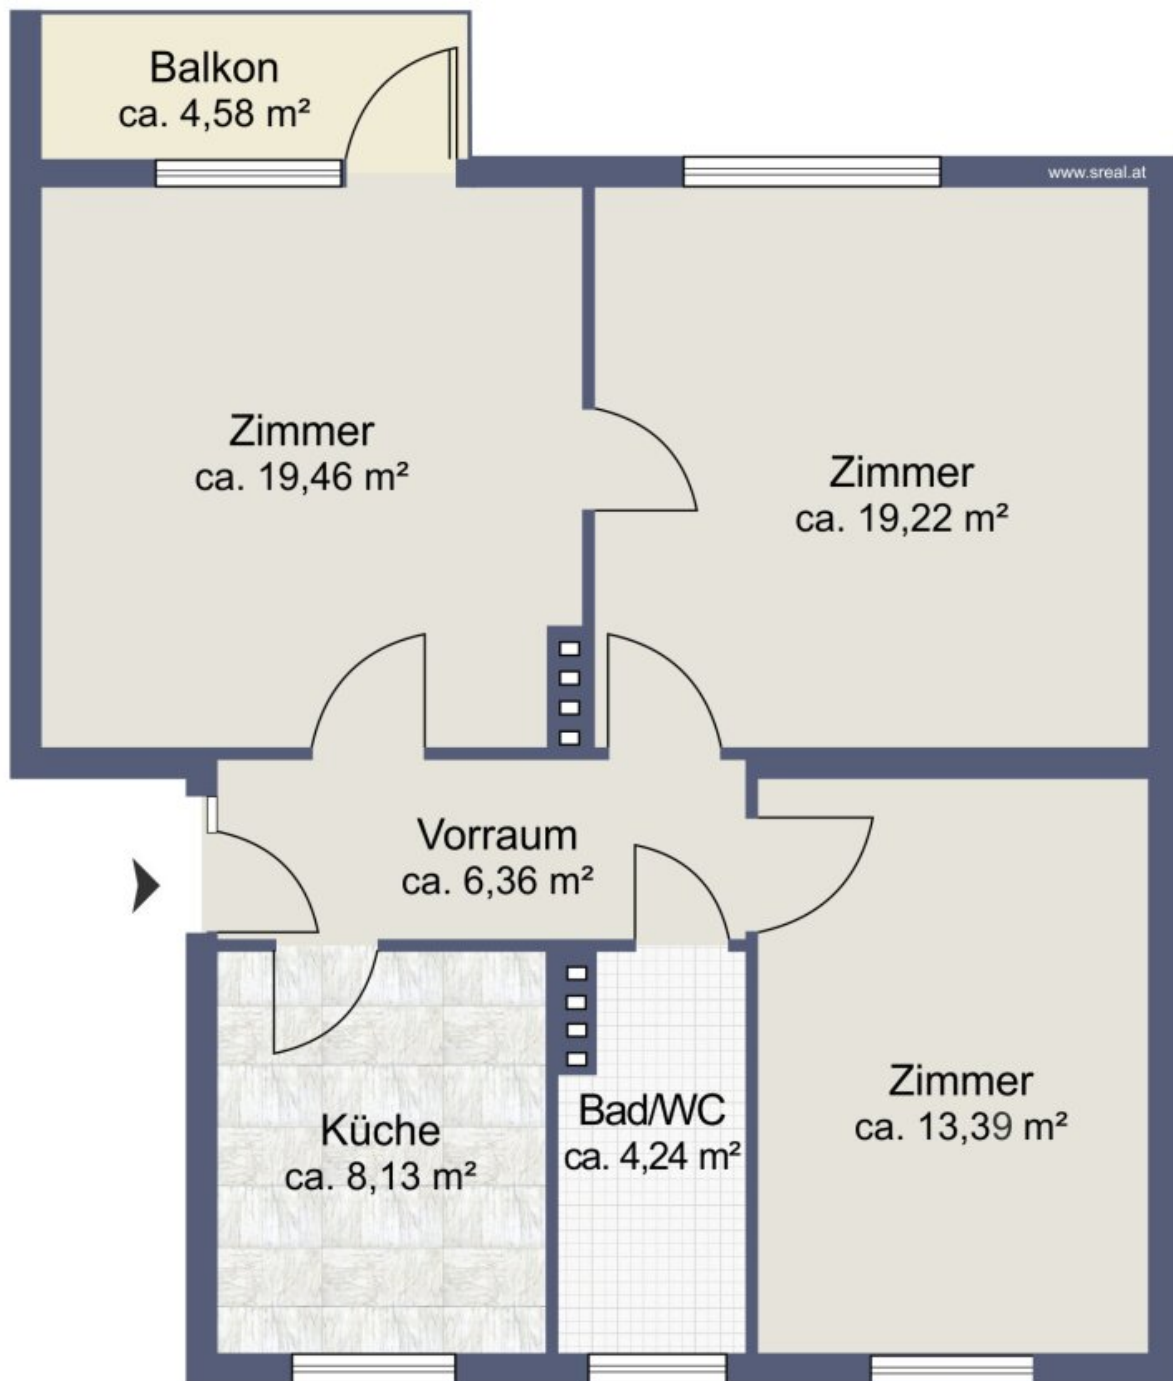 Balkon
ca. 4,58 m²
www.sreal.at
Zimmer
ca. 19,46 m²
Zimmer
ca. 19,22 m²
Vorraum
ca. 6,36 m²
Küche
ca. 8,13 m²
Bad/WC
ca. 4,24 m²
Zimmer
ca. 13,39 m²